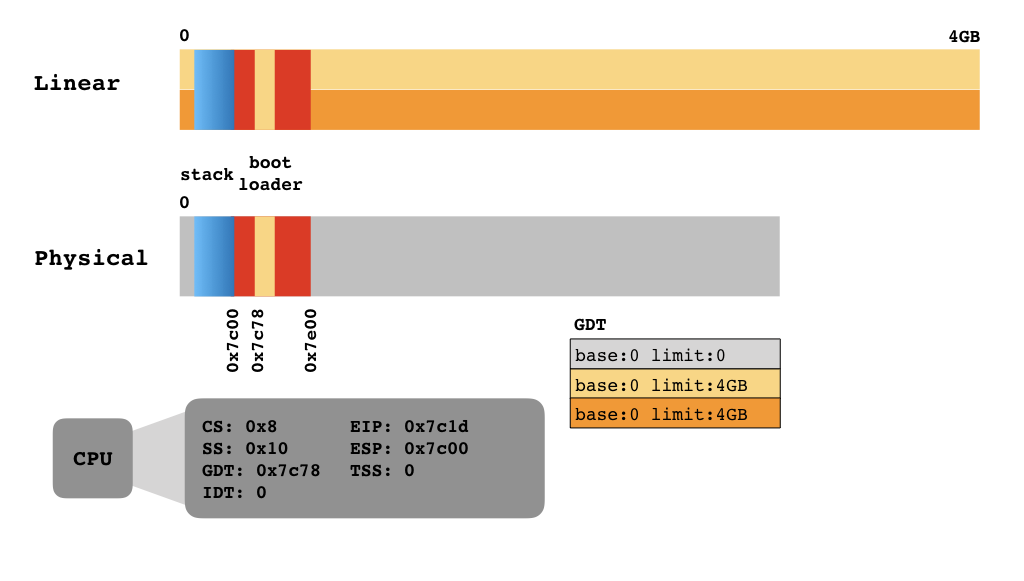 0
4GB
Linear
stack
boot
loader
0
Physical
0x7c00
0x7c78
0x7e00
GDT
base:0 limit:0
base:0 limit:4GB
base:0 limit:4GB
CPU
CS: 0x8 EIP: 0x7c1d
SS: 0x10 ESP: 0x7c00
GDT: 0x7c78 TSS: 0
IDT: 0